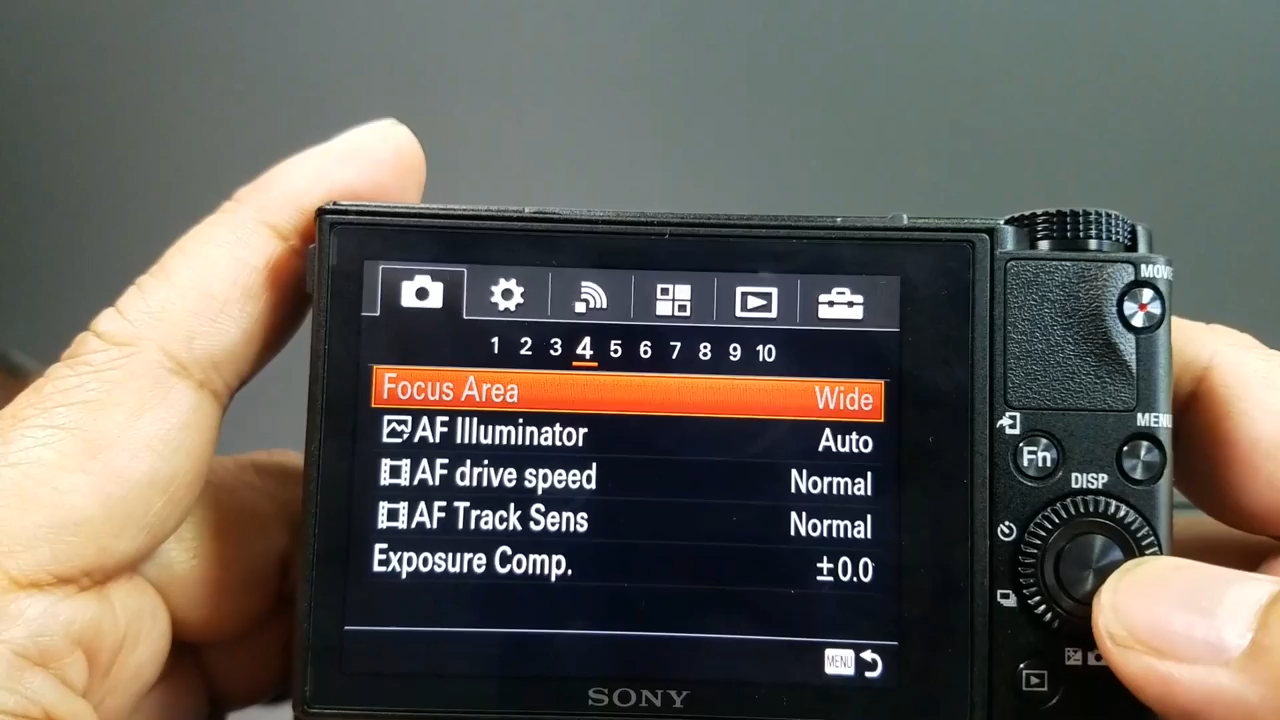 1 2 3 4 5 6 7 8 9 10
Focus Area Wide
AF Illuminator Auto
AF drive speed Normal
AF Track Sens Normal
Exposure Comp. ±0.0
MENU
SONY
MENU
Fn
DISP